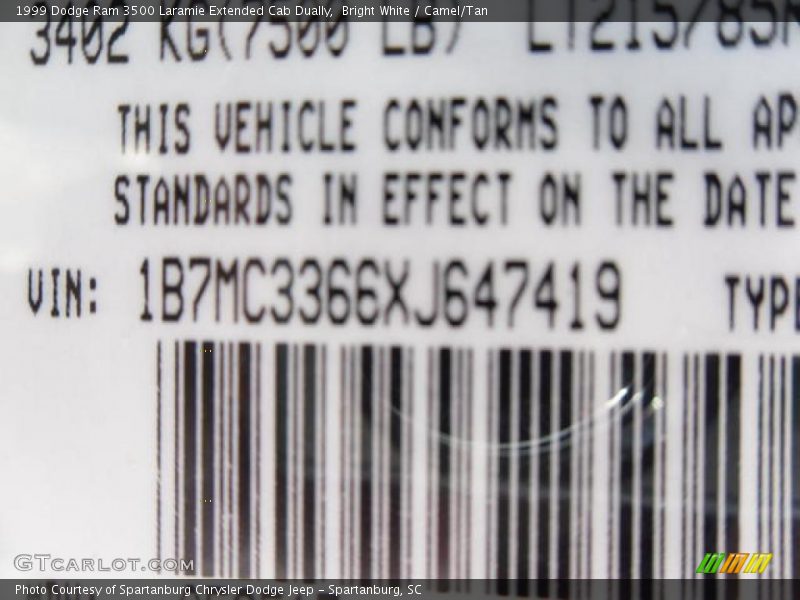 1999 Dodge Ram 3500 Laramie Extended Cab Dually, Bright White / Camel/Tan
3402 KG(7500 LB) LT215/85R
THIS VEHICLE CONFORMS TO ALL AP
STANDARDS IN EFFECT ON THE DATE
VIN: 1B7MC3366XJ647419 TYPE
GTcarlot.com
Photo Courtesy of Spartanburg Chrysler Dodge Jeep - Spartanburg, SC